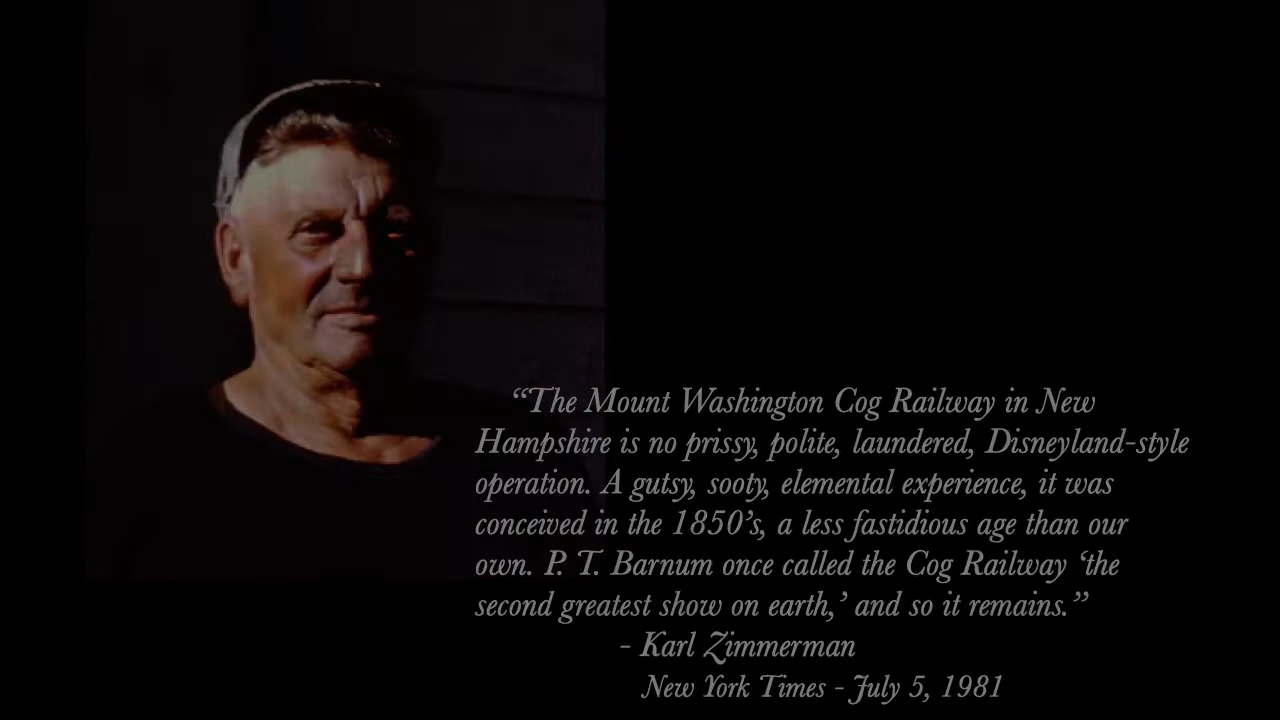 “The Mount Washington Cog Railway in New
Hampshire is no prissy, polite, laundered, Disneyland-style
operation. A gutsy, sooty, elemental experience, it was
conceived in the 1850’s, a less fastidious age than our
own. P. T. Barnum once called the Cog Railway ‘the
second greatest show on earth,’ and so it remains.”
- Karl Zimmerman
New York Times - July 5, 1981